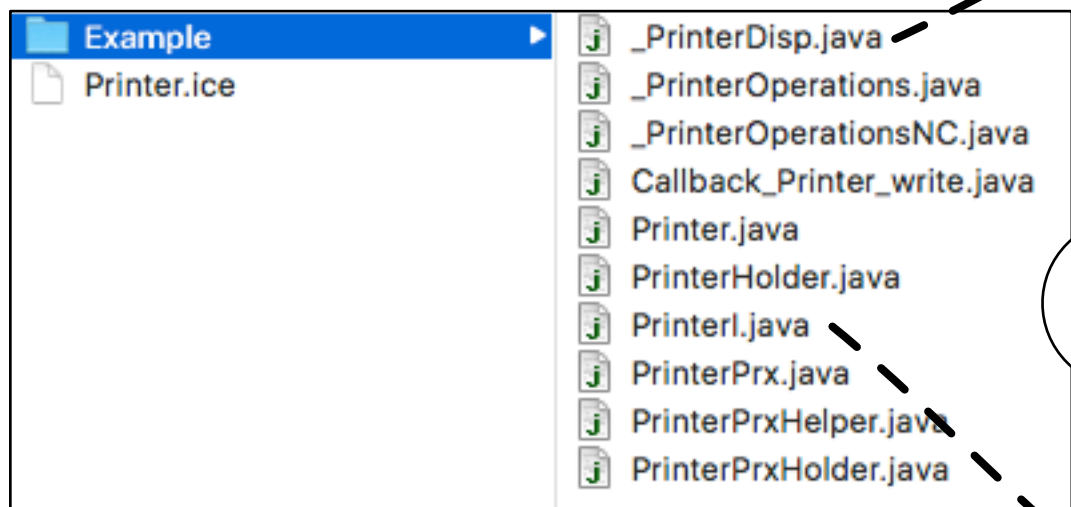 Example
Printer.ice
_PrinterDisp.java
_PrinterOperations.java
_PrinterOperationsNC.java
Callback_Printer_write.java
Printer.java
PrinterHolder.java
PrinterI.java
PrinterPrx.java
PrinterPrxHelper.java
PrinterPrxHolder.java